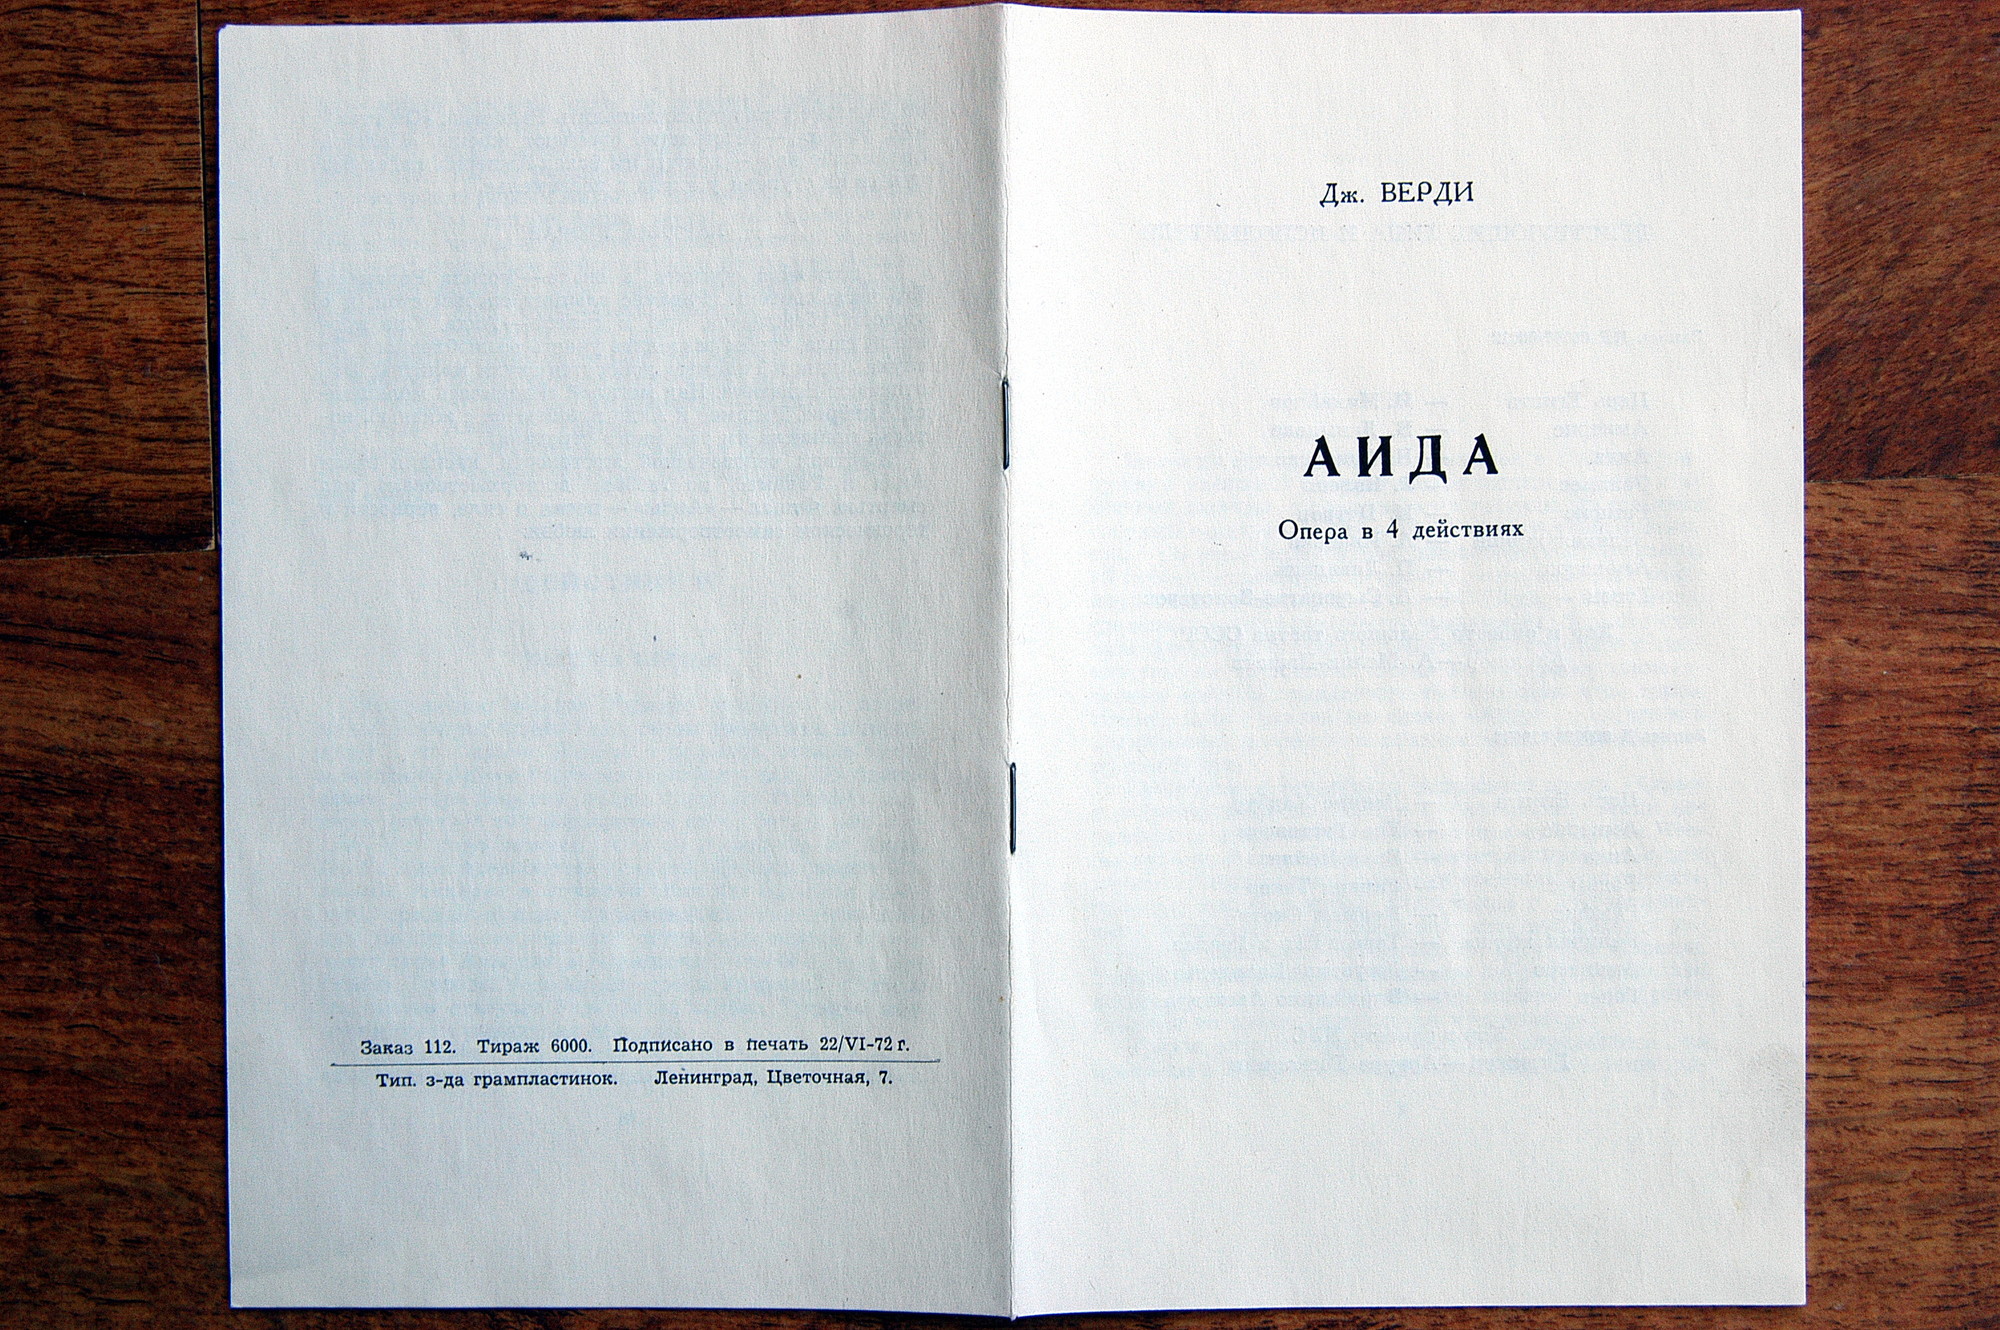 Заказ 112. Тираж 6000. Подписано в печать 22/VI-72 г.
Тип. з-да грампластинок. Ленинград, Цветочная, 7.
Дж. ВЕРДИ
АИДА
Опера в 4 действиях